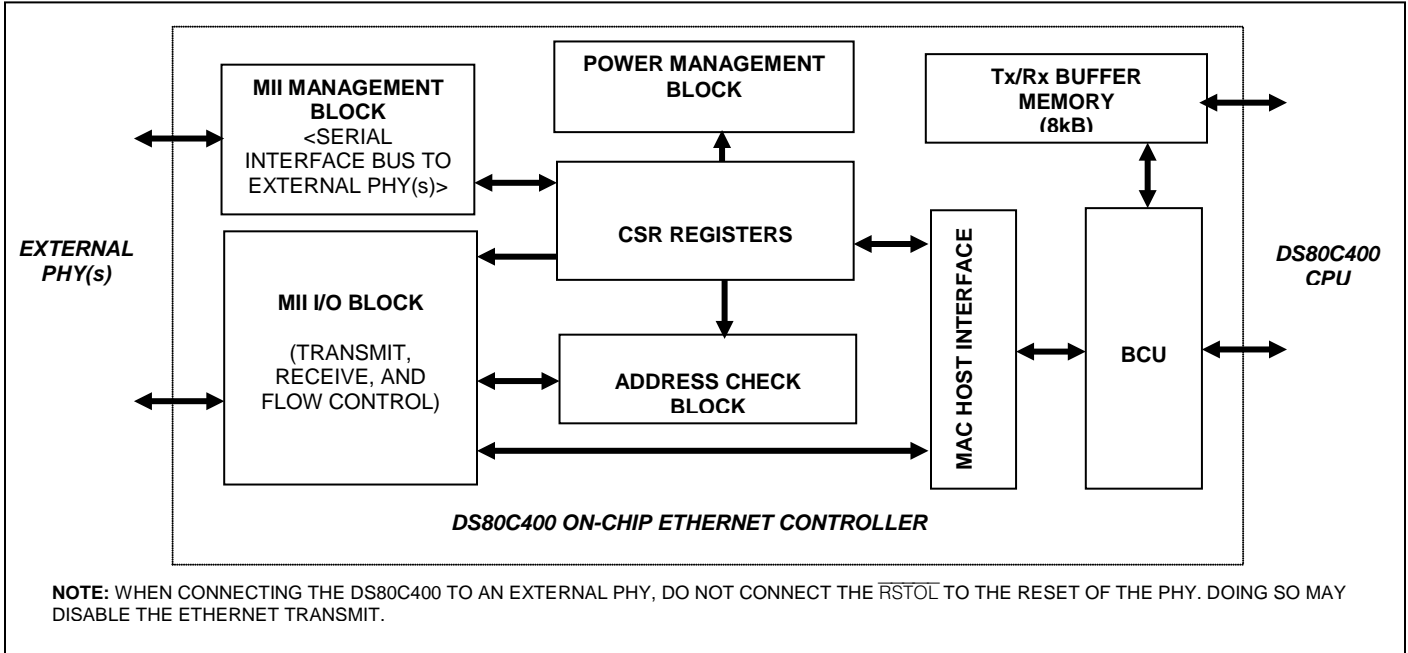 MII MANAGEMENT
BLOCK
<SERIAL
INTERFACE BUS TO
EXTERNAL PHY(s)>
POWER MANAGEMENT
BLOCK
Tx/Rx BUFFER
MEMORY
(8kB)
EXTERNAL
PHY(s)
CSR REGISTERS
DS80C400
CPU
MII I/O BLOCK
(TRANSMIT,
RECEIVE, AND
FLOW CONTROL)
ADDRESS CHECK
BLOCK
MAC HOST INTERFACE
BCU
DS80C400 ON-CHIP ETHERNET CONTROLLER
NOTE: WHEN CONNECTING THE DS80C400 TO AN EXTERNAL PHY, DO NOT CONNECT THE RSTOL TO THE RESET OF THE PHY. DOING SO MAY
DISABLE THE ETHERNET TRANSMIT.